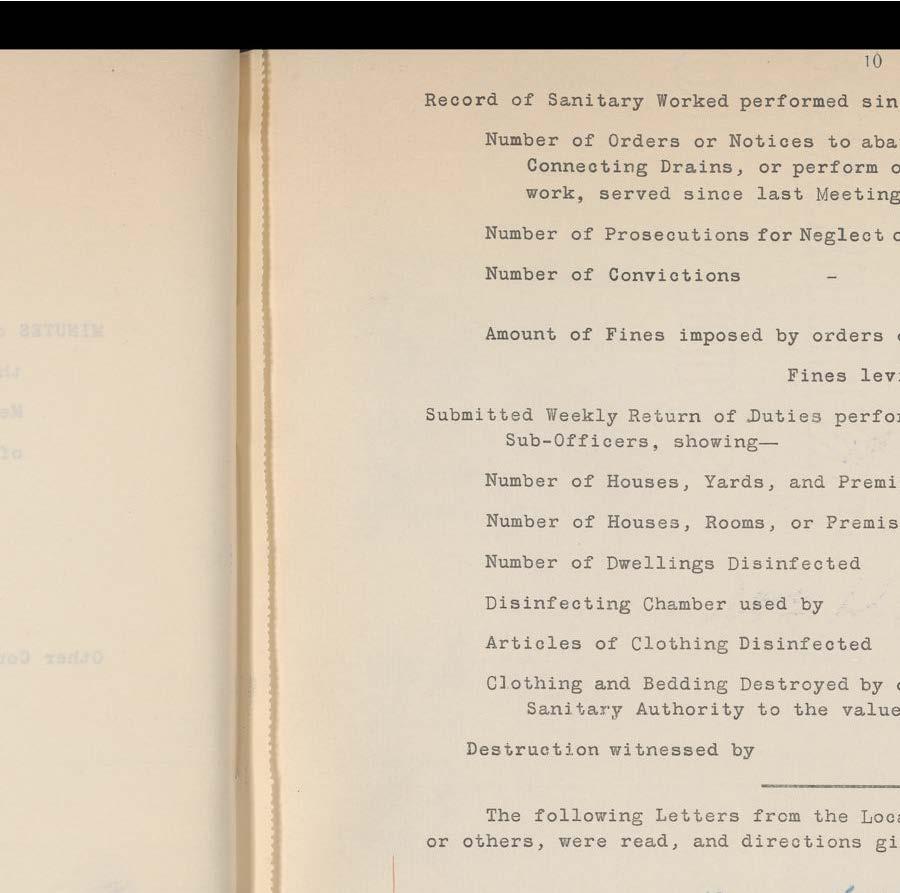 10
Record of Sanitary Worked performed sin
Number of Orders or Notices to aba
Connecting Drains, or perform o
work, served since last Meeting
Number of Prosecutions for Neglect o
Number of Convictions -
Amount of Fines imposed by orders
Fines lev
Submitted Weekly Return of Duties perfor
Sub-Officers, showing—
Number of Houses, Yards, and Premi
Number of Houses, Rooms, or Premis
Number of Dwellings Disinfected
Disinfecting Chamber used by
Articles of Clothing Disinfected
Clothing and Bedding Destroyed by
Sanitary Authority to the value
Destruction witnessed by
The following Letters from the Loca
or others, were read, and directions gi